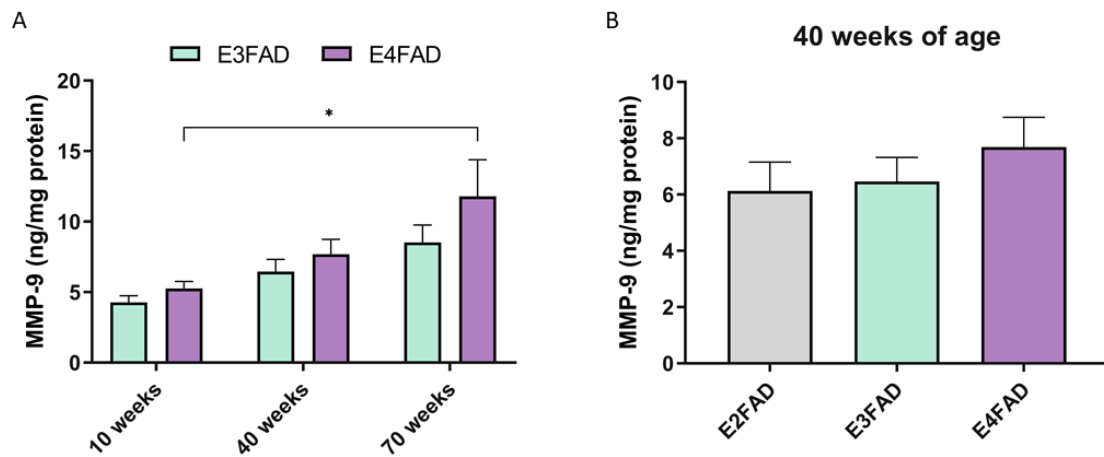 A
E3FAD E4FAD
MMP-9 (ng/mg protein)
20
15
10
5
0
*
10 weeks
40 weeks
70 weeks
B
40 weeks of age
MMP-9 (ng/mg protein)
10
8
6
4
2
0
E2FAD
E3FAD
E4FAD